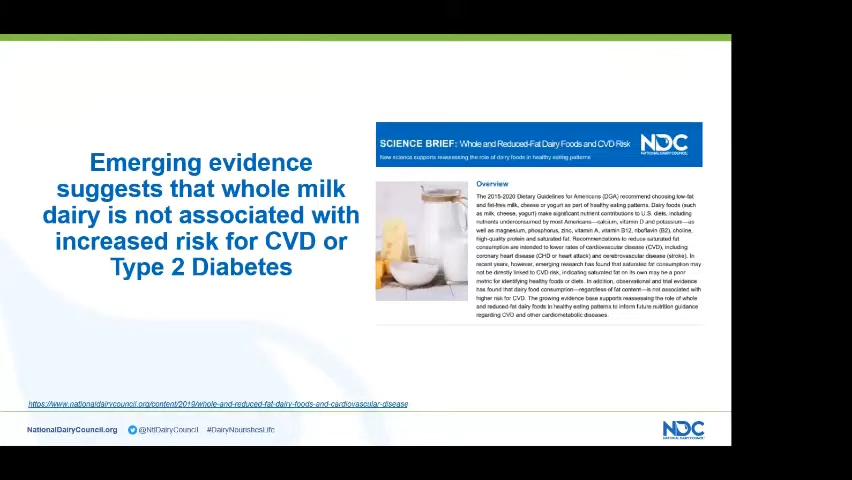 Emerging evidence
suggests that whole milk
dairy is not associated with
increased risk for CVD or
Type 2 Diabetes
SCIENCE BRIEF: Whole and Reduced-Fat Dairy Foods and CVD Risk
New science supports reassessing the role of dairy foods in healthy eating patterns
NDC
NATIONAL DAIRY COUNCIL
Overview
The 2015-2020 Dietary Guidelines for Americans (DGA) recommend choosing low-fat
and fat-free milk, cheese or yogurt as part of healthy eating patterns. Dairy foods (such
as milk, cheese, yogurt) make significant nutrient contributions to U.S. diets, including
nutrients underconsumed by most Americans—calcium, vitamin D and potassium—as
well as magnesium, phosphorus, zinc, vitamin A, vitamin B12, riboflavin (B2), choline,
high-quality protein and saturated fat. Recommendations to reduce saturated fat
consumption are intended to lower rates of cardiovascular disease (CVD), including
coronary heart disease (CHD or heart attack) and cerebrovascular disease (stroke). In
recent years, however, emerging research has found that saturated fat consumption may
not be directly linked to CVD risk, indicating saturated fat on its own may be a poor
metric for identifying healthy foods or diets. In addition, observational and trial evidence
has found that dairy food consumption—regardless of fat content—is not associated with
higher risk for CVD. The growing evidence base supports reassessing the role of whole
and reduced-fat dairy foods in healthy eating patterns to inform future nutrition guidance
regarding CVD and other cardiometabolic diseases.
https://www.nationaldairycouncil.org/content/2019/whole-and-reduced-fat-dairy-foods-and-cardiovascular-disease
NationalDairyCouncil.org @NtlDairyCouncil #DairyNourishesLife
NDC
NATIONAL DAIRY COUNCIL